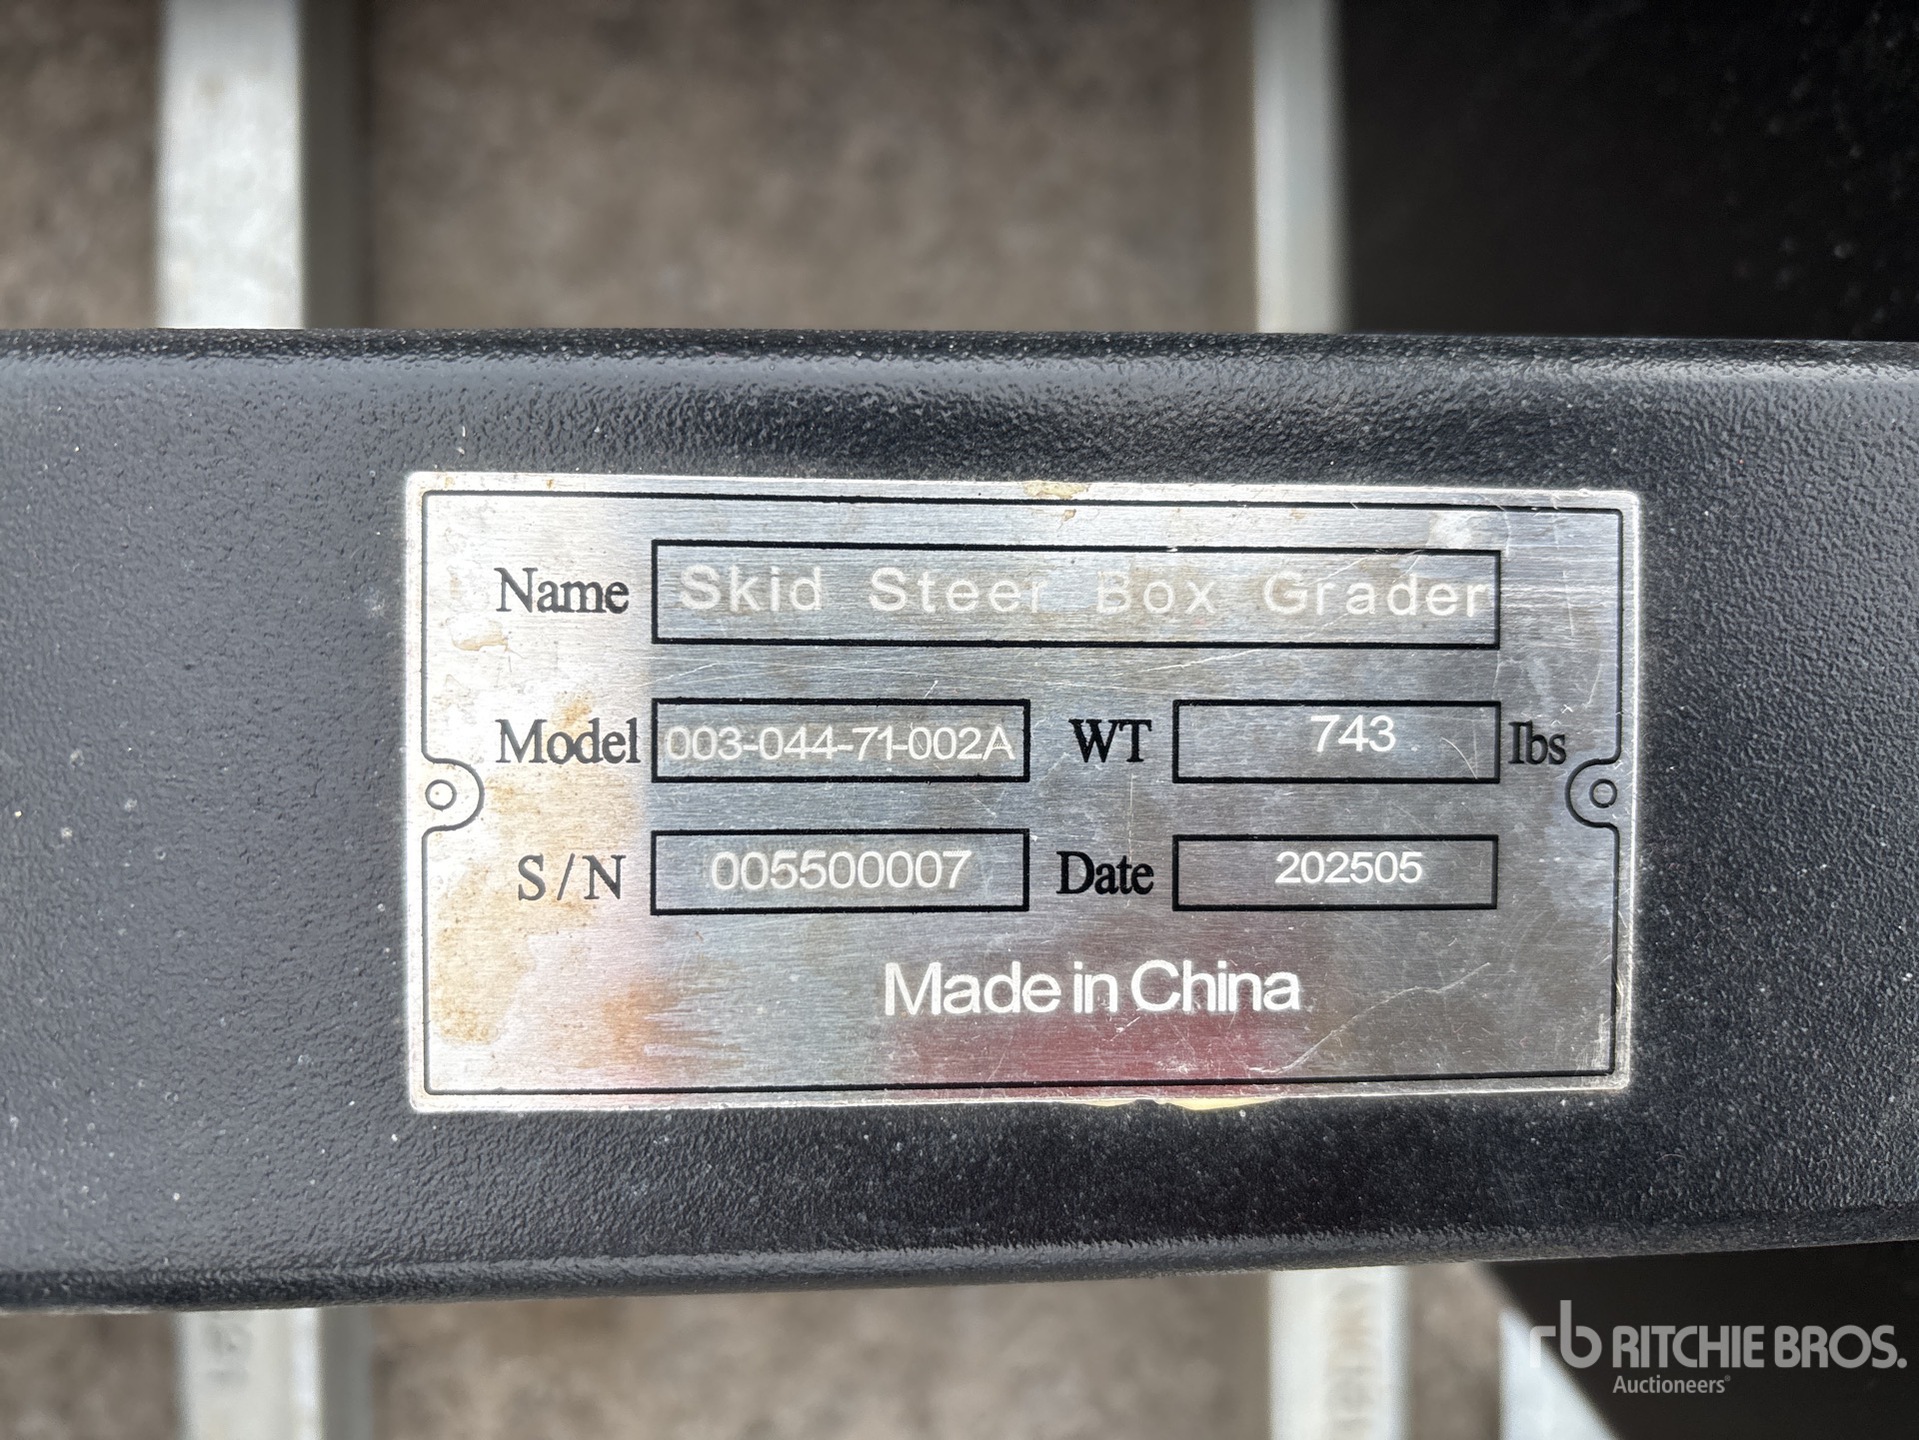 Name Skid Steer Box Grader
Model 003-044-71-002A WT 743 lbs
S/N 005500007 Date 202505
Made in China
rb RITCHIE BROS.
Auctioneers®